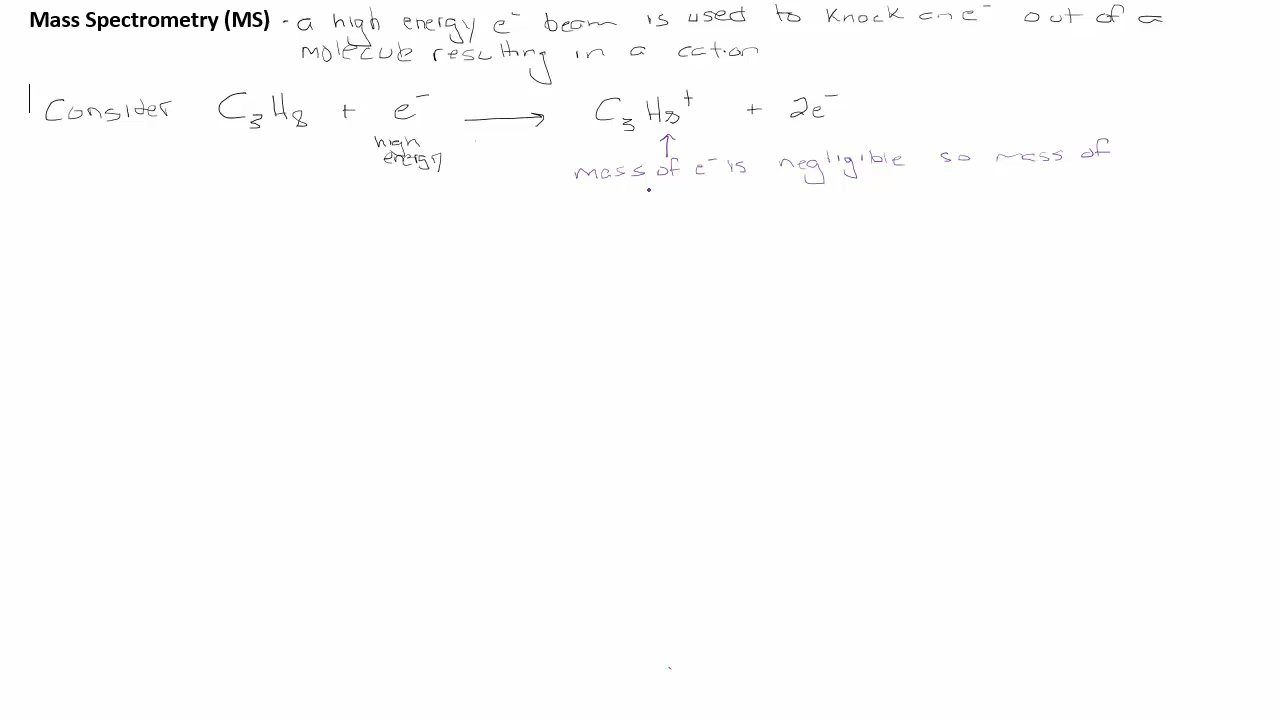 Mass Spectrometry (MS) - a high energy e⁻ beam is used to knock an e⁻ out of a
molecule resulting in a cation
Consider C₃H₈ + e⁻ → C₃H₈⁺ + 2e⁻
high
energy
mass of e⁻ is negligible so mass of